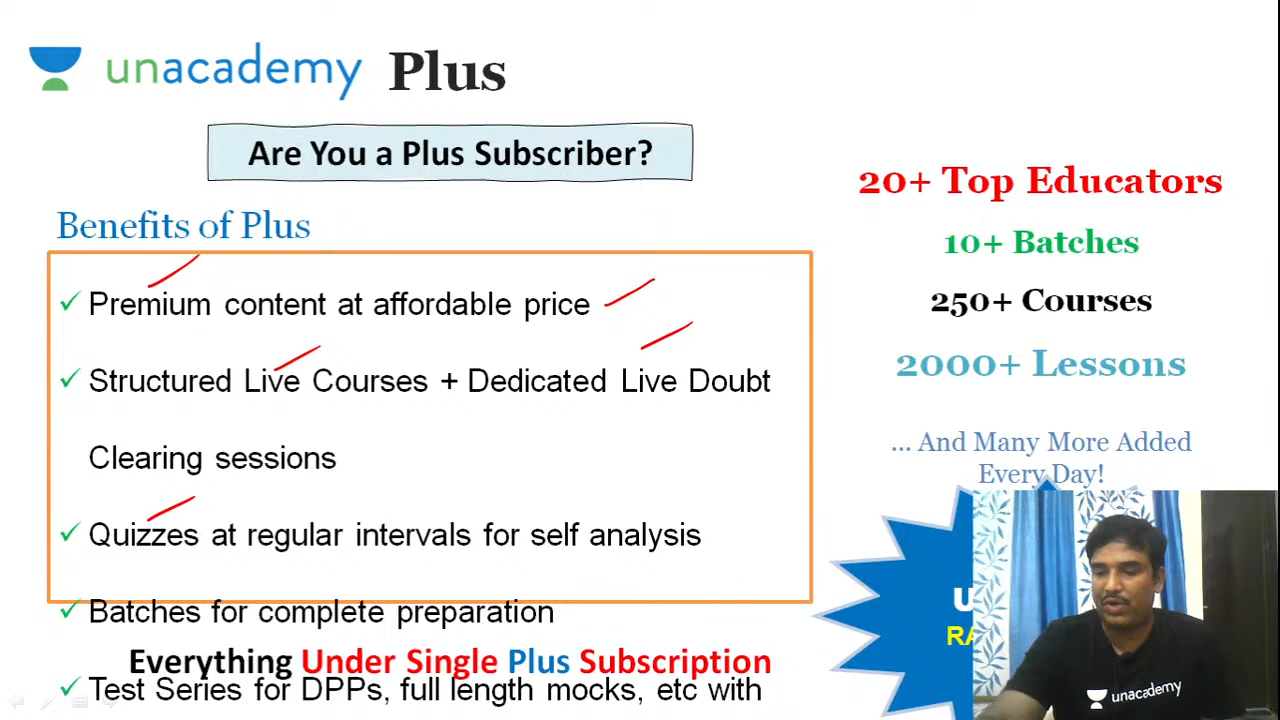 unacademy Plus
Are You a Plus Subscriber?
Benefits of Plus
Premium content at affordable price
Structured Live Courses + Dedicated Live Doubt
Clearing sessions
Quizzes at regular intervals for self analysis
Batches for complete preparation
Everything Under Single Plus Subscription
Test Series for DPPs, full length mocks, etc with
20+ Top Educators
10+ Batches
250+ Courses
2000+ Lessons
... And Many More Added
Every Day!
unacademy